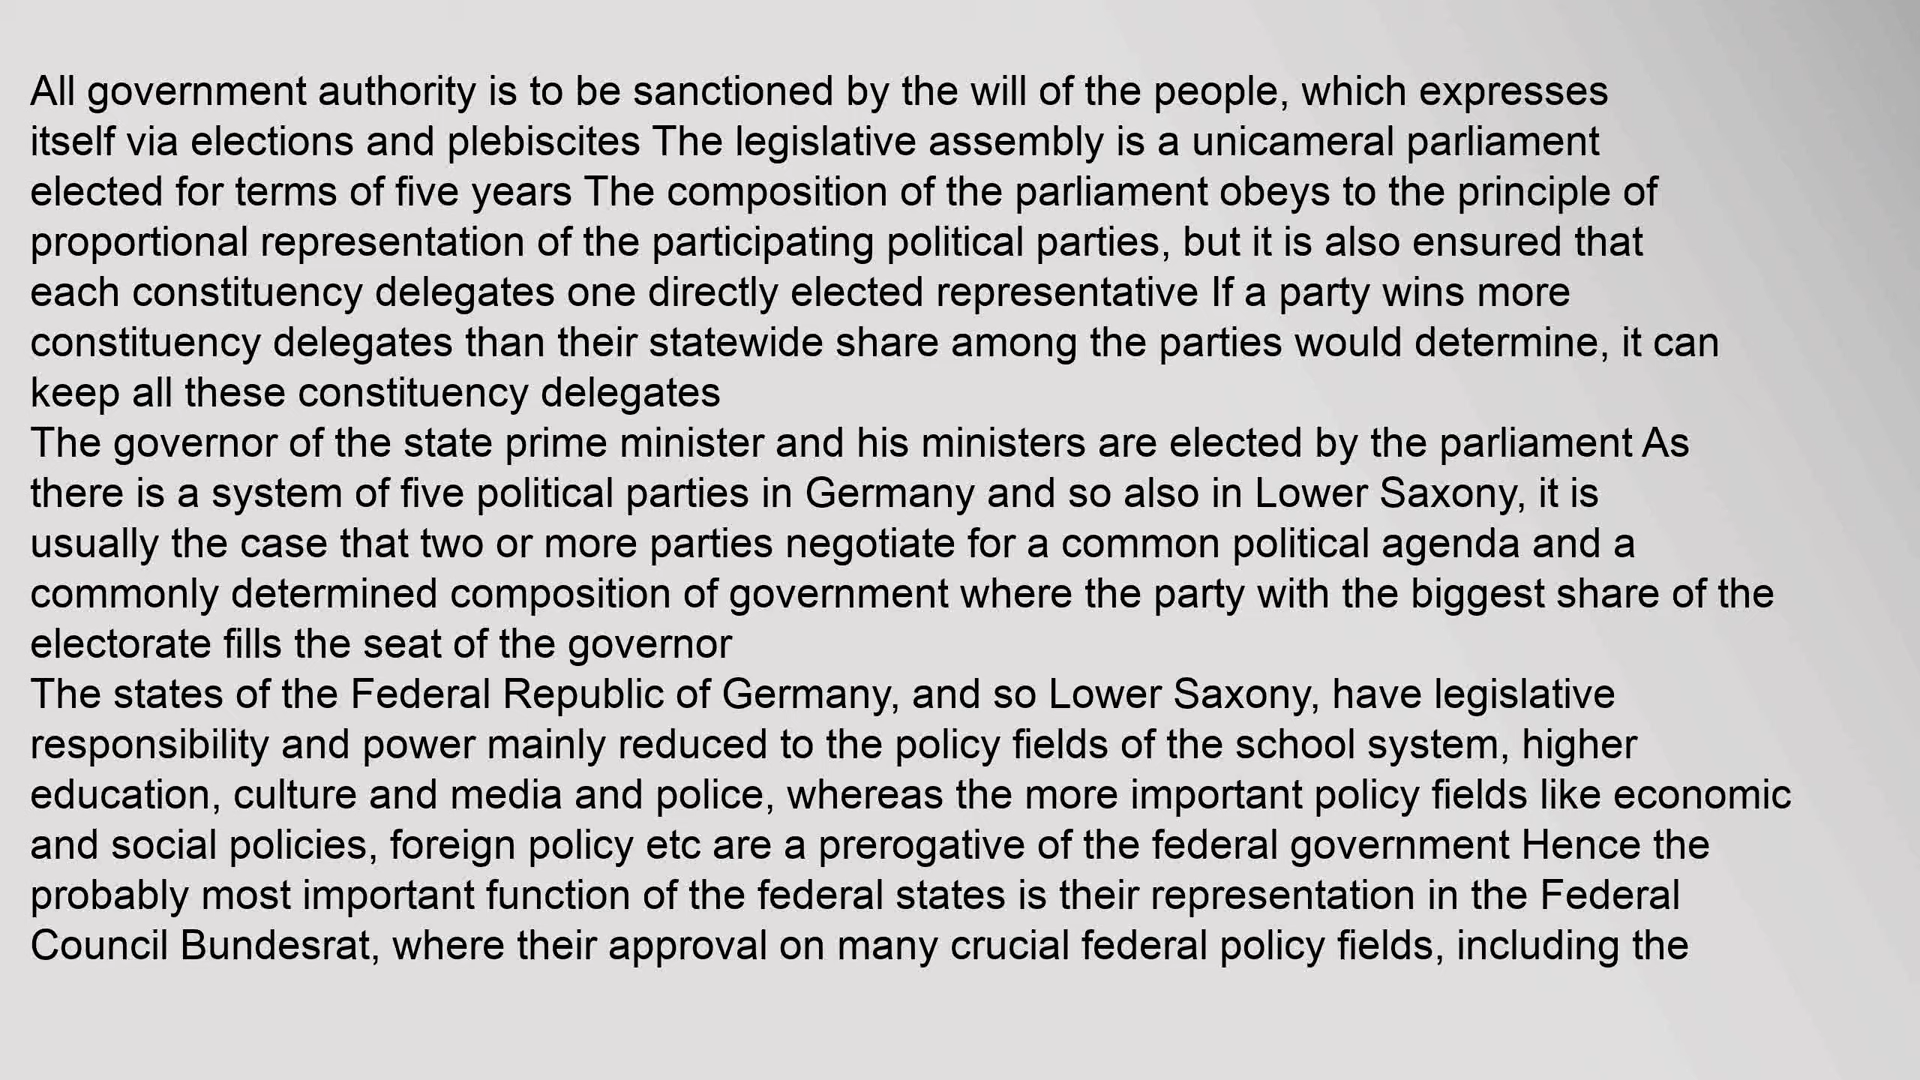 All government authority is to be sanctioned by the will of the people, which expresses
itself via elections and plebiscites The legislative assembly is a unicameral parliament
elected for terms of five years The composition of the parliament obeys to the principle of
proportional representation of the participating political parties, but it is also ensured that
each constituency delegates one directly elected representative If a party wins more
constituency delegates than their statewide share among the parties would determine, it can
keep all these constituency delegates
The governor of the state prime minister and his ministers are elected by the parliament As
there is a system of five political parties in Germany and so also in Lower Saxony, it is
usually the case that two or more parties negotiate for a common political agenda and a
commonly determined composition of government where the party with the biggest share of the
electorate fills the seat of the governor
The states of the Federal Republic of Germany, and so Lower Saxony, have legislative
responsibility and power mainly reduced to the policy fields of the school system, higher
education, culture and media and police, whereas the more important policy fields like economic
and social policies, foreign policy etc are a prerogative of the federal government Hence the
probably most important function of the federal states is their representation in the Federal
Council Bundesrat, where their approval on many crucial federal policy fields, including the